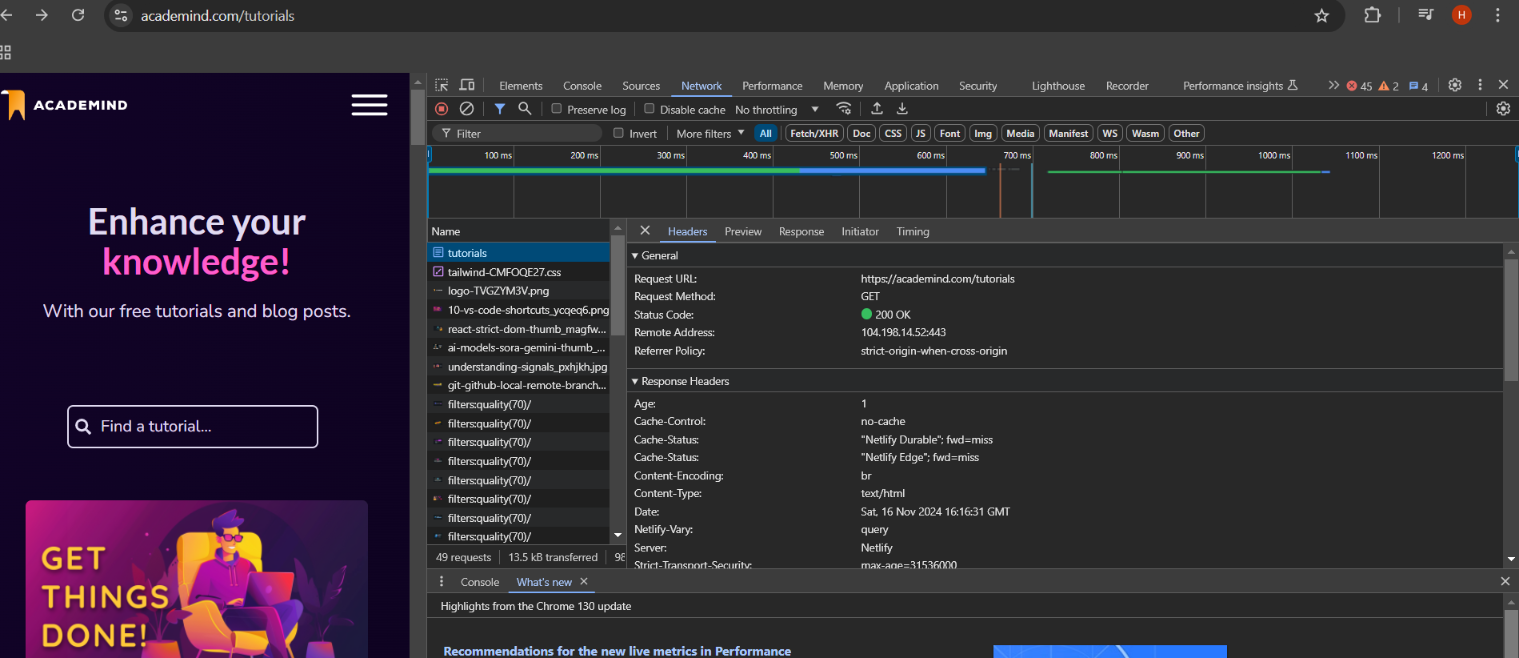 academind.com/tutorials
H
ACADEMIND
Enhance your
knowledge!
With our free tutorials and blog posts.
Find a tutorial...
GET
THINGS
DONE!
Elements Console Sources Network Performance Memory Application Security Lighthouse Recorder Performance insights 45 2 4
Preserve log Disable cache No throttling
Filter Invert More filters All Fetch/XHR Doc CSS JS Font Img Media Manifest WS Wasm Other
100 ms 200 ms 300 ms 400 ms 500 ms 600 ms 700 ms 800 ms 900 ms 1000 ms 1100 ms 1200 ms
Name
tutorials
tailwind-CMFOQE27.css
logo-TVGZYM3V.png
10-vs-code-shortcuts_ycqeq6.png
react-strict-dom-thumb_magfw...
ai-models-sora-gemini-thumb_...
understanding-signals_pxhjkh.jpg
git-github-local-remote-branch...
filters:quality(70)/
filters:quality(70)/
filters:quality(70)/
filters:quality(70)/
filters:quality(70)/
filters:quality(70)/
filters:quality(70)/
filters:quality(70)/
49 requests 13.5 kB transferred 98
Headers Preview Response Initiator Timing
General
Request URL: https://academind.com/tutorials
Request Method: GET
Status Code: 200 OK
Remote Address: 104.198.14.52:443
Referrer Policy: strict-origin-when-cross-origin
Response Headers
Age: 1
Cache-Control: no-cache
Cache-Status: "Netlify Durable"; fwd=miss
Cache-Status: "Netlify Edge"; fwd=miss
Content-Encoding: br
Content-Type: text/html
Date: Sat, 16 Nov 2024 16:16:31 GMT
Netlify-Vary: query
Server: Netlify
Strict-Transport-Security: max-age=31536000
Console What's new
Highlights from the Chrome 130 update
Recommendations for the new live metrics in Performance